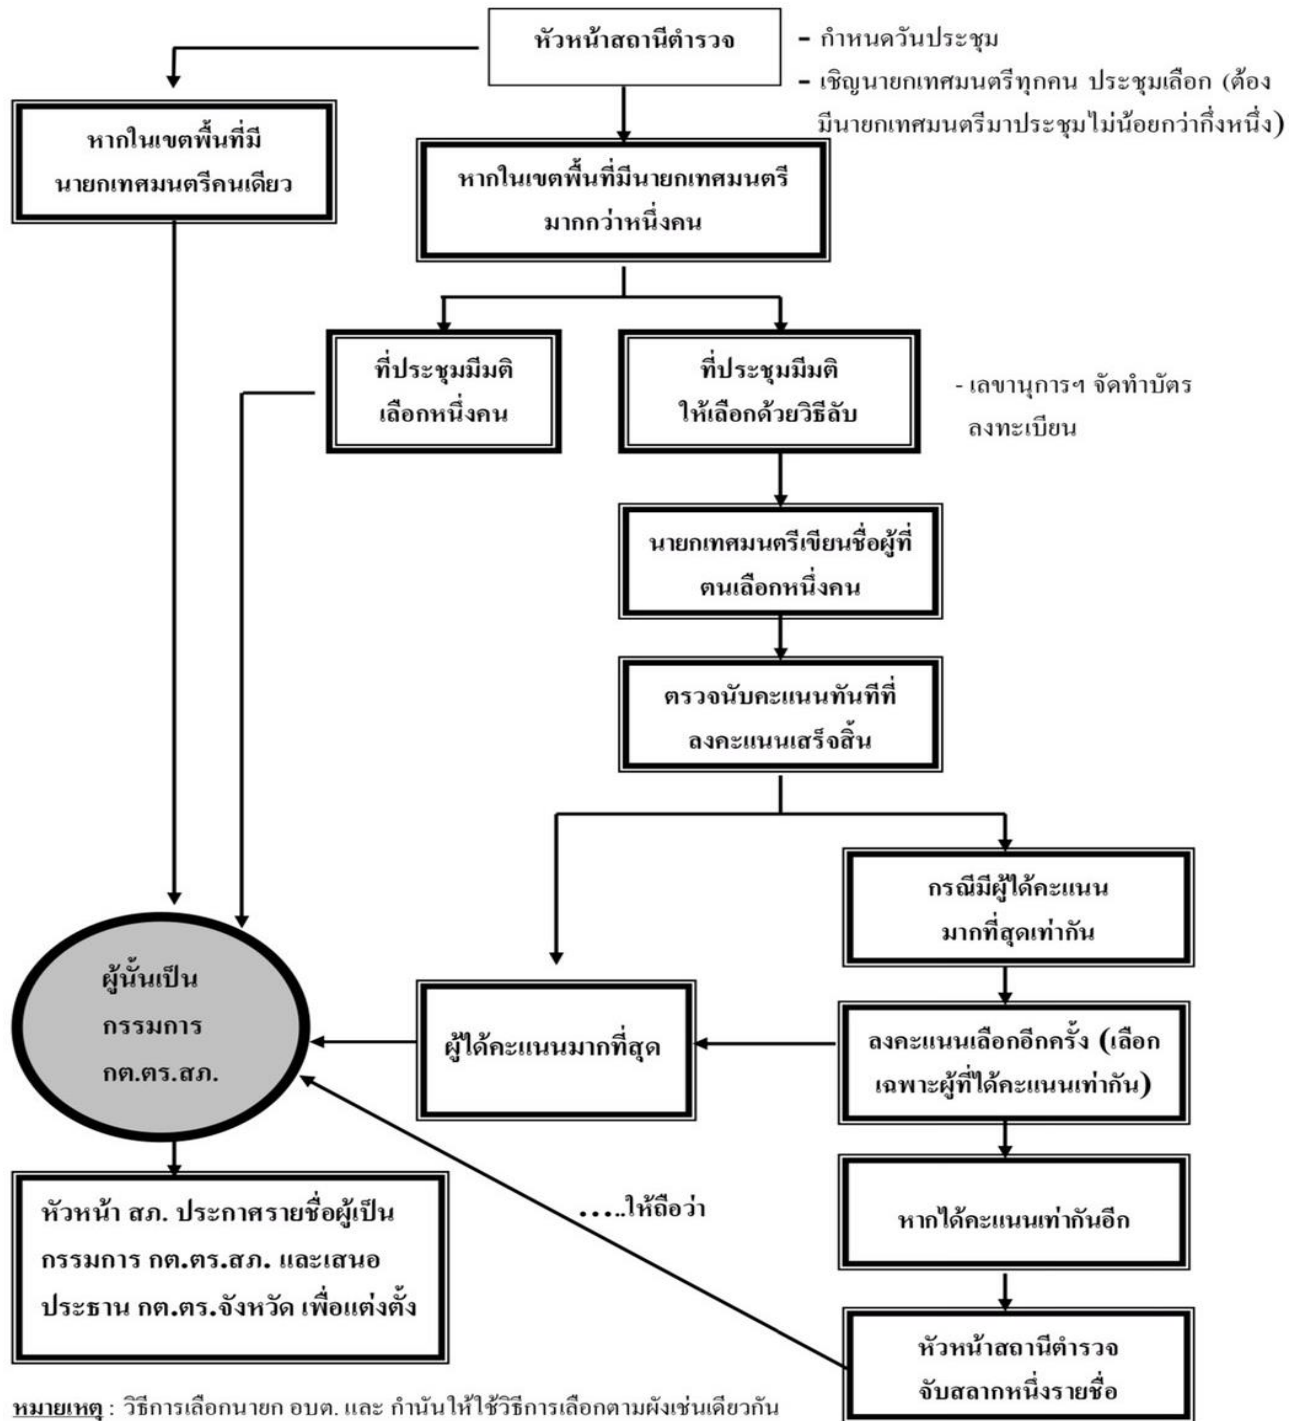 หัวหน้าสถานีตำรวจ
- กำหนดวันประชุม
- เชิญนายกเทศมนตรีทุกคน ประชุมเลือก (ต้อง
มีนายกเทศมนตรีมาประชุมไม่น้อยกว่ากึ่งหนึ่ง)
หากในเขตพื้นที่มี
นายกเทศมนตรีคนเดียว
หากในเขตพื้นที่มีนายกเทศมนตรี
มากกว่าหนึ่งคน
ที่ประชุมมีมติ
เลือกหนึ่งคน
ที่ประชุมมีมติ
ให้เลือกด้วยวิธีลับ
- เลขานุการฯ จัดทำบัตร
ลงทะเบียน
นายกเทศมนตรีเขียนชื่อผู้ที่
ตนเลือกหนึ่งคน
ตรวจนับคะแนนทันทีที่
ลงคะแนนเสร็จสิ้น
กรณีมีผู้ได้คะแนน
มากที่สุดเท่ากัน
ผู้นั้นเป็น
กรรมการ
กต.ตร.สภ.
ผู้ได้คะแนนมากที่สุด
ลงคะแนนเลือกอีกครั้ง (เลือก
เฉพาะผู้ที่ได้คะแนนเท่ากัน)
หัวหน้า สภ. ประกาศรายชื่อผู้เป็น
กรรมการ กต.ตร.สภ. และเสนอ
ประธาน กต.ตร.จังหวัด เพื่อแต่งตั้ง
.....ให้ถือว่า
หากได้คะแนนเท่ากันอีก
หัวหน้าสถานีตำรวจ
จับสลากหนึ่งรายชื่อ
หมายเหตุ : วิธีการเลือกนายก อบต. และ กำนันให้ใช้วิธีการเลือกตามผังเช่นเดียวกัน